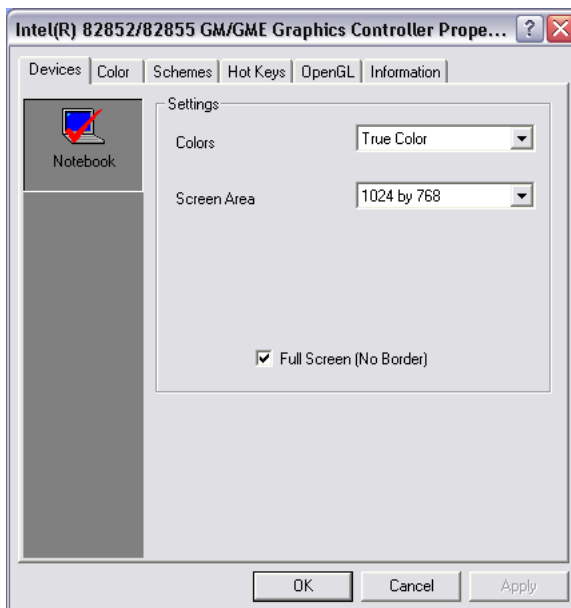 Intel(R) 82852/82855 GM/GME Graphics Controller Prope...
Devices Color Schemes Hot Keys OpenGL Information
Notebook
Settings
Colors True Color
Screen Area 1024 by 768
Full Screen (No Border)
OK Cancel Apply